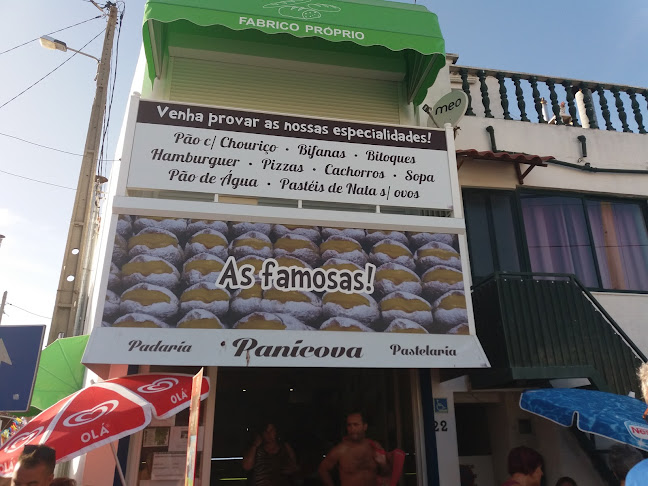 FABRICO PRÓPRIO
meo
Venha provar as nossas especialidades!
Pão c/ Chouriço · Bifanas · Bitoques
Hamburguer · Pizzas · Cachorros · Sopa
Pão de Água · Pastéis de Nata s/ ovos
As famosas!
Padaria Panicova Pastelaria
OLÁ
OLÁ
OLÁ
22